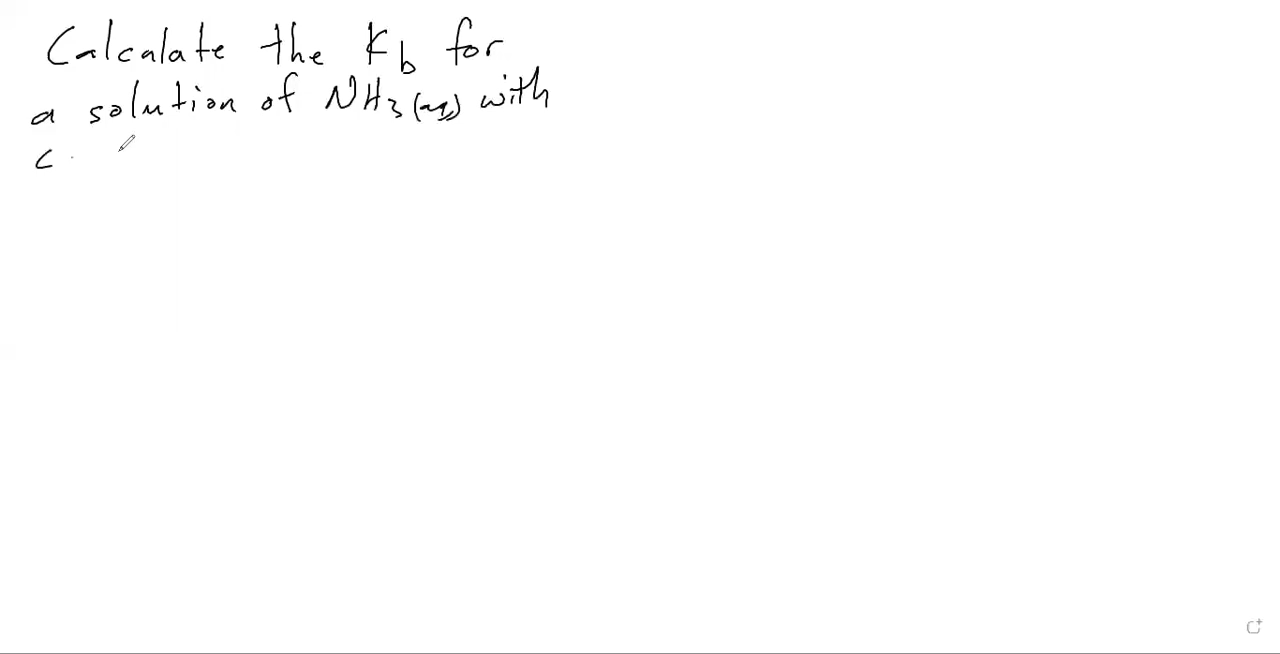 Calculate the Kb for
a solution of NH3(aq) with
c